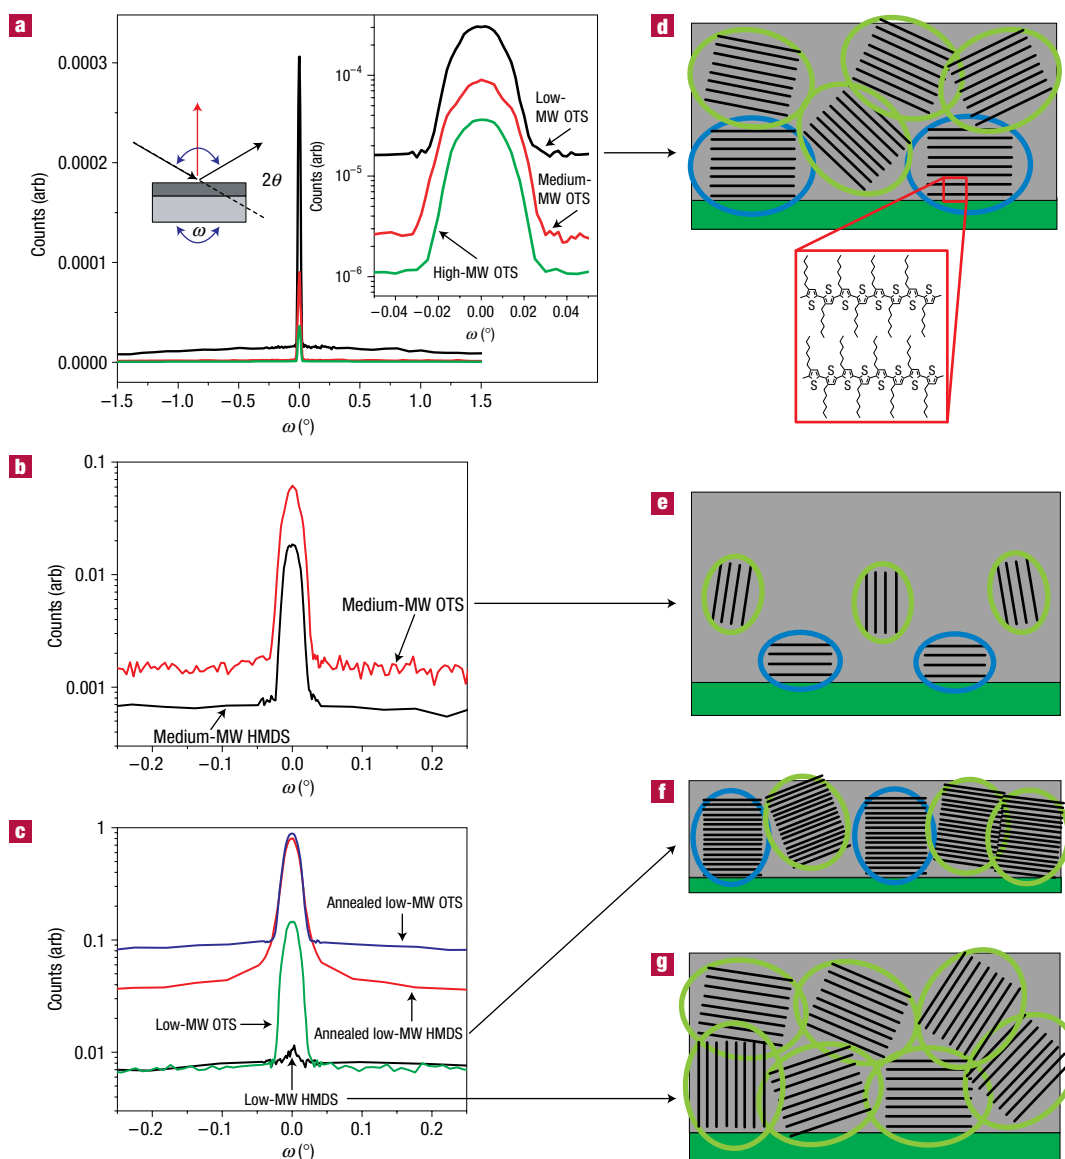 a
0.0003
0.0002
0.0001
0.0000
Counts (arb)
−1.5
−1.0
−0.5
0.0
0.5
1.0
1.5
ω (°)
2θ
ω
Counts (arb)
10−4
10−5
10−6
−0.04
−0.02
0.00
0.02
0.04
ω (°)
Low-
MW OTS
Medium-
MW OTS
High-MW OTS
d
S S S S
S S S S
S S S S
S S S S
b
0.1
0.01
0.001
Counts (arb)
Medium-MW OTS
Medium-MW HMDS
−0.2
−0.1
0.0
0.1
0.2
ω (°)
e
c
1
0.1
0.01
Counts (arb)
Annealed low-MW OTS
Low-MW OTS
Annealed low-MW HMDS
Low-MW HMDS
−0.2
−0.1
0.0
0.1
0.2
ω (°)
f
g